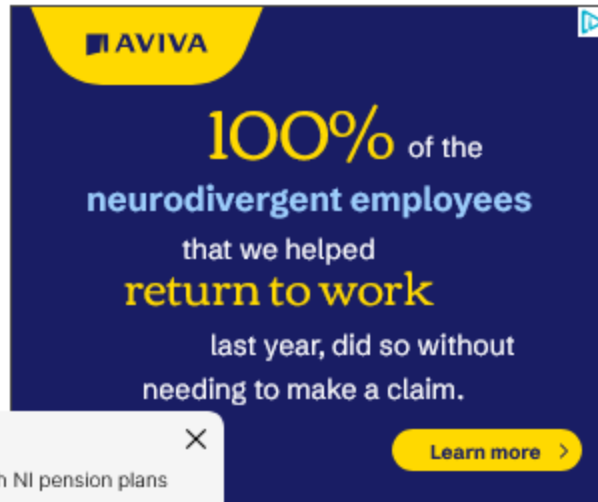 AVIVA
100% of the
neurodivergent employees
that we helped
return to work
last year, did so without
needing to make a claim.
Learn more
NI pension plans